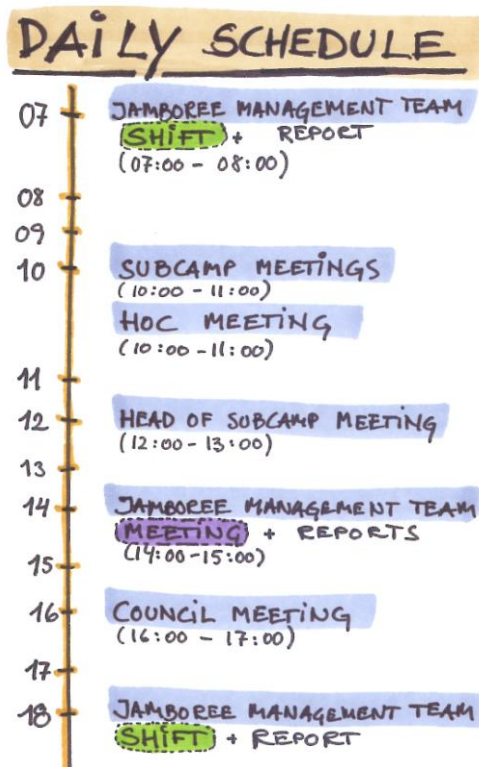 DAiLY SCHEDULE
07 JAMBOREE MANAGEMENT TEAM
SHiFT + REPORT
(07:00 - 08:00)
08
09
10 SUBCAMP MEETiNGS
(10:00 - 11:00)
HOC MEETiNG
(10:00 - 11:00)
11
12 HEAD OF SUBCAMP MEETiNG
(12:00 - 13:00)
13
14 JAMBOREE MANAGEMENT TEAM
MEETiNG + REPORTS
(14:00 - 15:00)
15
16 COUNCiL MEETiNG
(16:00 - 17:00)
17
18 JAMBOREE MANAGEMENT TEAM
SHiFT + REPORT